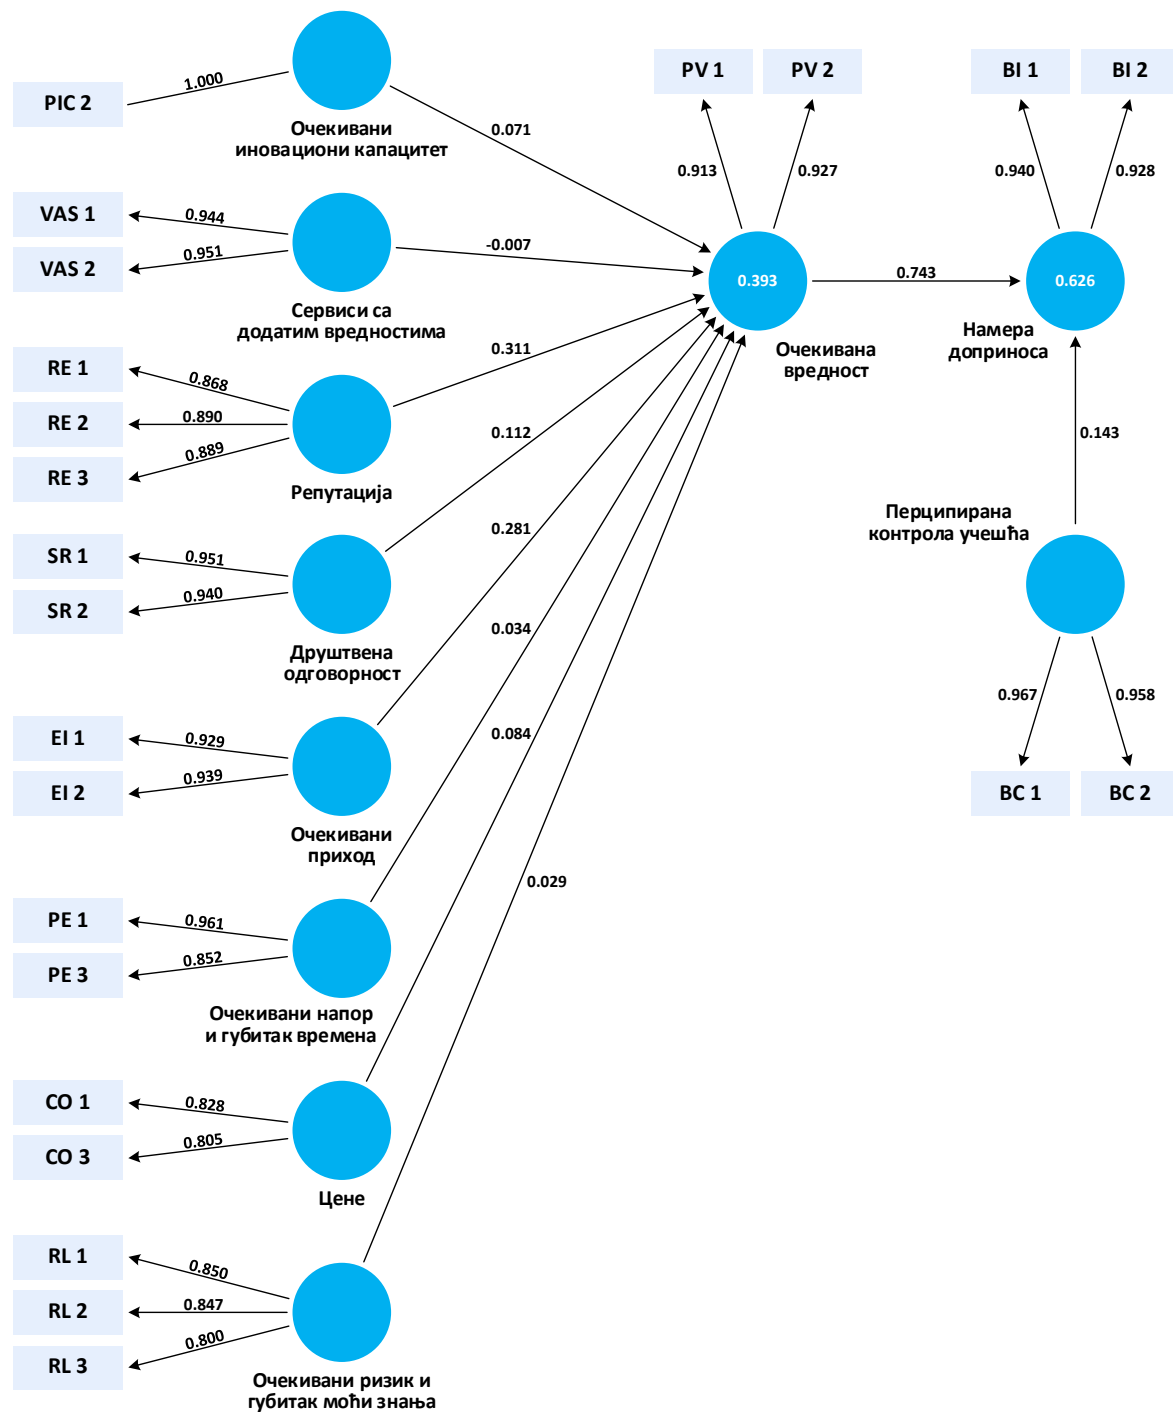 PIC 2
1.000
Очекивани
иновациони капацитет
0.071
VAS 1
VAS 2
0.944
0.951
Сервиси са
додатим вредностима
-0.007
RE 1
RE 2
RE 3
0.868
0.890
0.889
Репутација
0.311
SR 1
SR 2
0.951
0.940
Друштвена
одговорност
0.112
EI 1
EI 2
0.929
0.939
Очекивани
приход
0.281
PE 1
PE 3
0.961
0.852
Очекивани напор
и губитак времена
0.034
CO 1
CO 3
0.828
0.805
Цене
0.084
RL 1
RL 2
RL 3
0.850
0.847
0.800
Очекивани ризик и
губитак моћи знања
0.029
PV 1
PV 2
0.913
0.927
0.393
Очекивана
вредност
0.743
BI 1
BI 2
0.940
0.928
0.626
Намера
доприноса
0.143
Перципирана
контрола учешћа
0.967
0.958
BC 1
BC 2